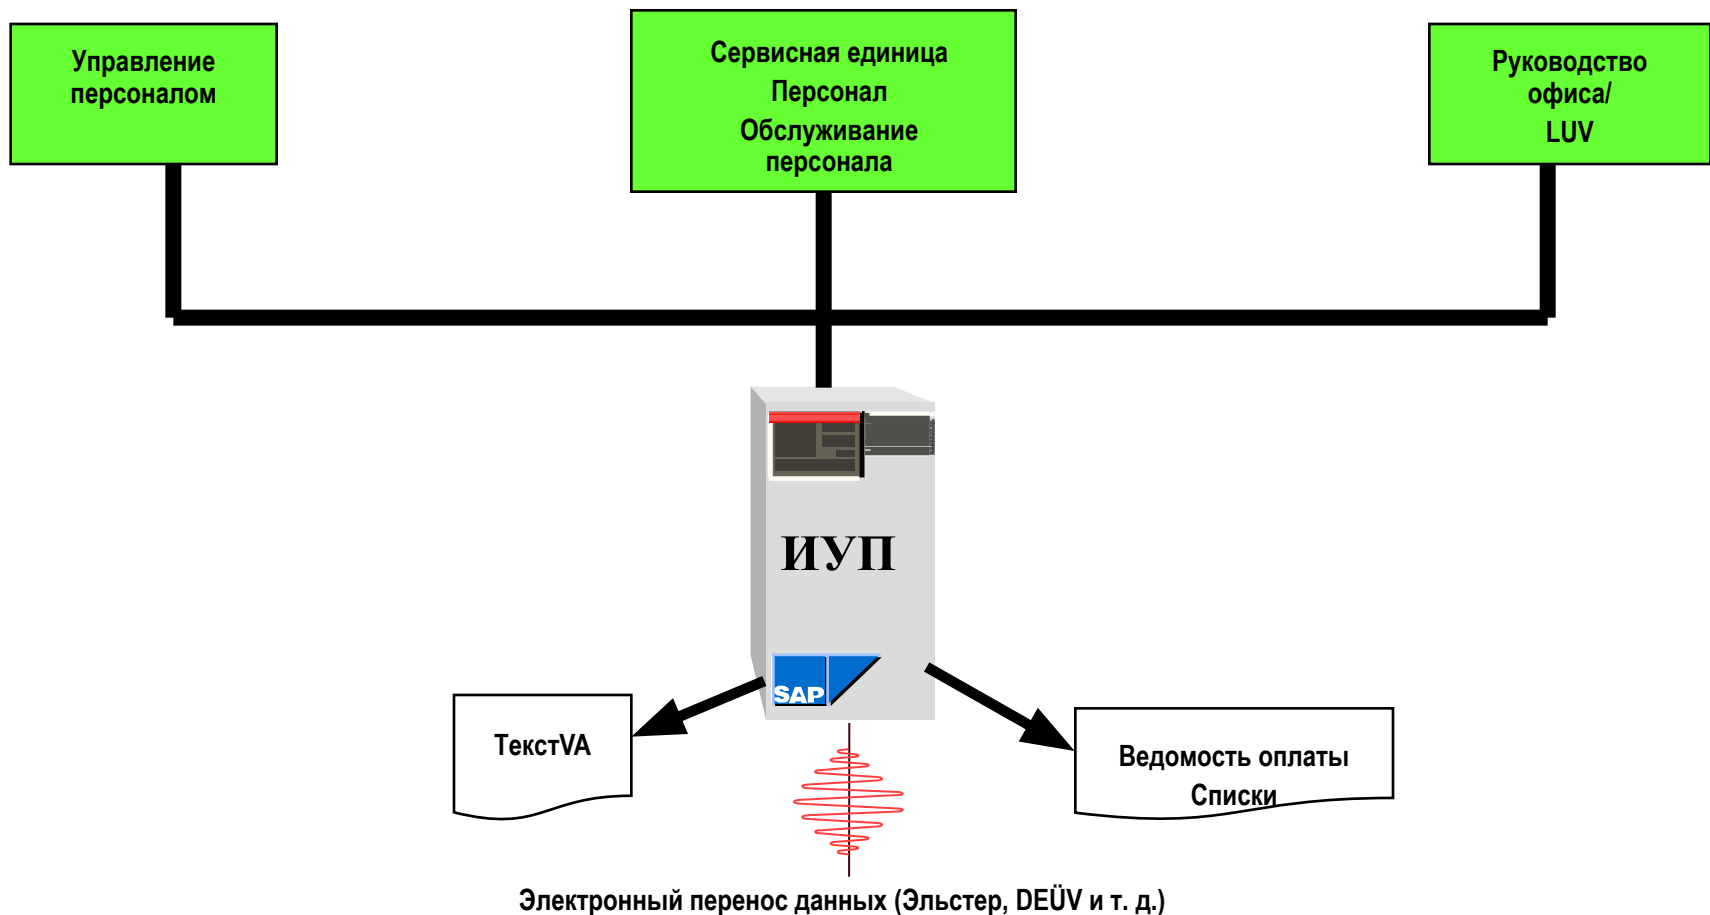 Управление
персоналом
Сервисная единица
Персонал
Обслуживание
персонала
Руководство
офиса/
LUV
ИУП
SAP
ТекстVA
Ведомость оплаты
Списки
Электронный перенос данных (Эльстер, DEÜV и т. д.)